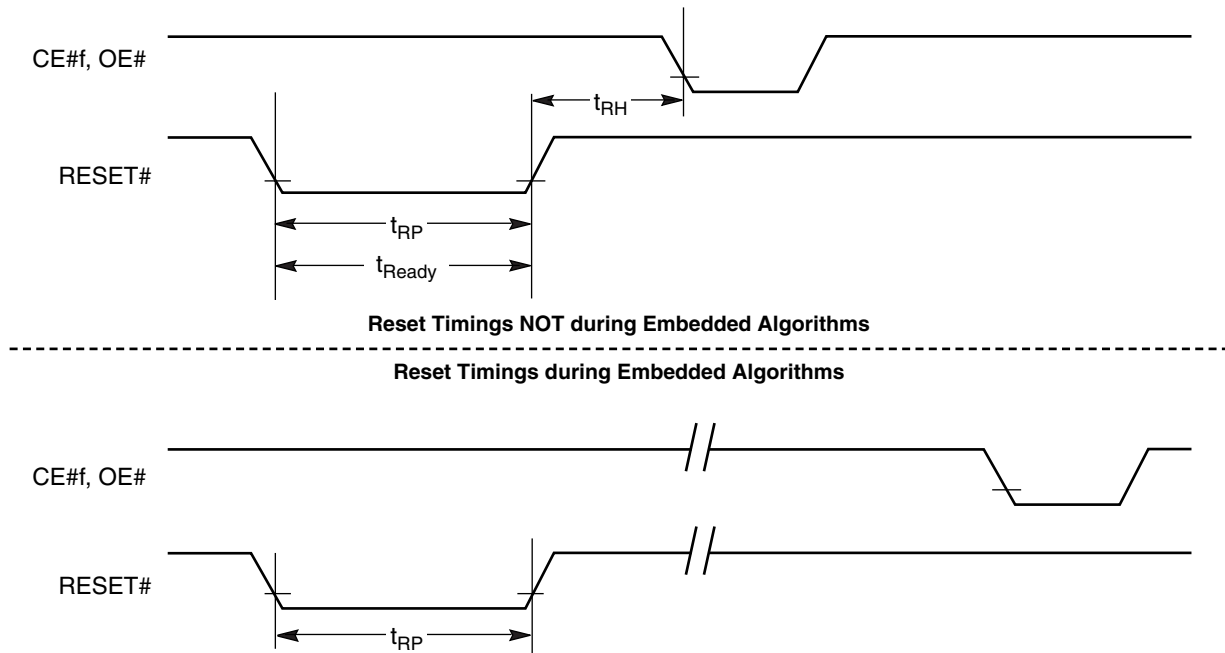 CE#f, OE#
tRH
RESET#
tRP
tReady
Reset Timings NOT during Embedded Algorithms
Reset Timings during Embedded Algorithms
CE#f, OE#
RESET#
tRP